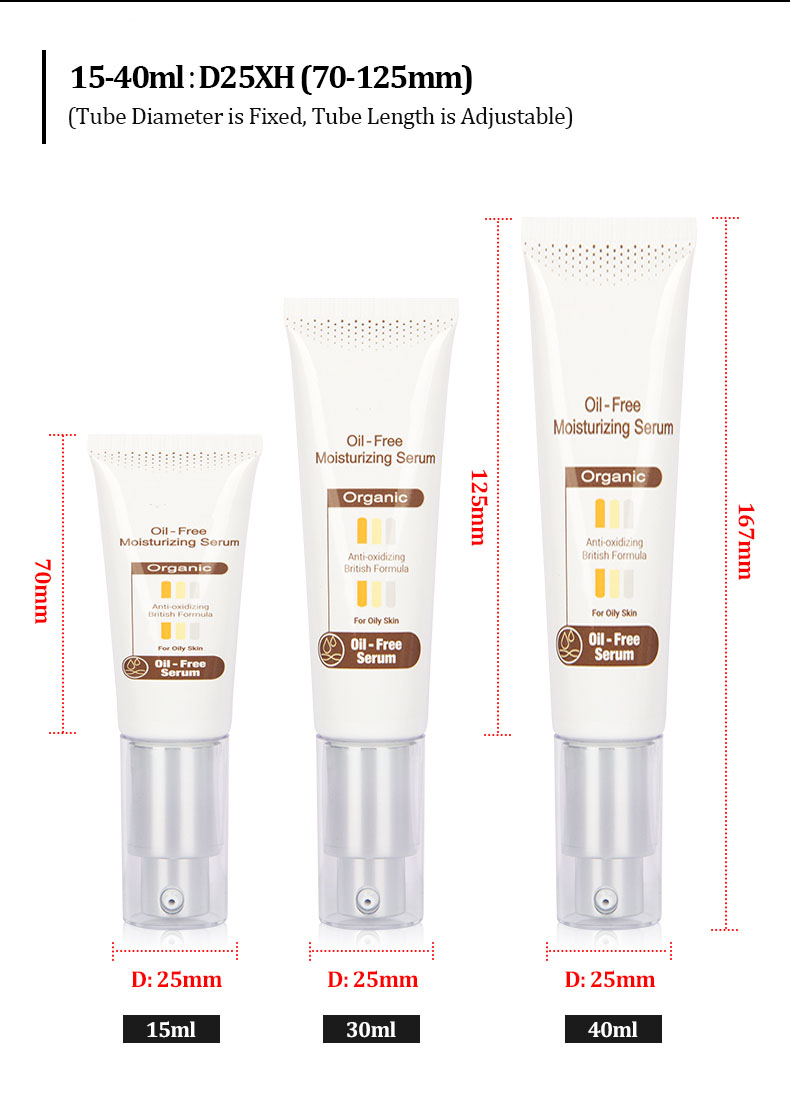 15-40ml : D25XH (70-125mm)
(Tube Diameter is Fixed, Tube Length is Adjustable)
70mm
Oil - Free
Moisturizing Serum
Organic
Anti-oxidizing
British Formula
For Oily Skin
Oil - Free
Serum
Oil - Free
Moisturizing Serum
Organic
Anti-oxidizing
British Formula
For Oily Skin
Oil - Free
Serum
125mm
Oil - Free
Moisturizing Serum
Organic
Anti-oxidizing
British Formula
For Oily Skin
Oil - Free
Serum
167mm
D: 25mm
D: 25mm
D: 25mm
15ml
30ml
40ml